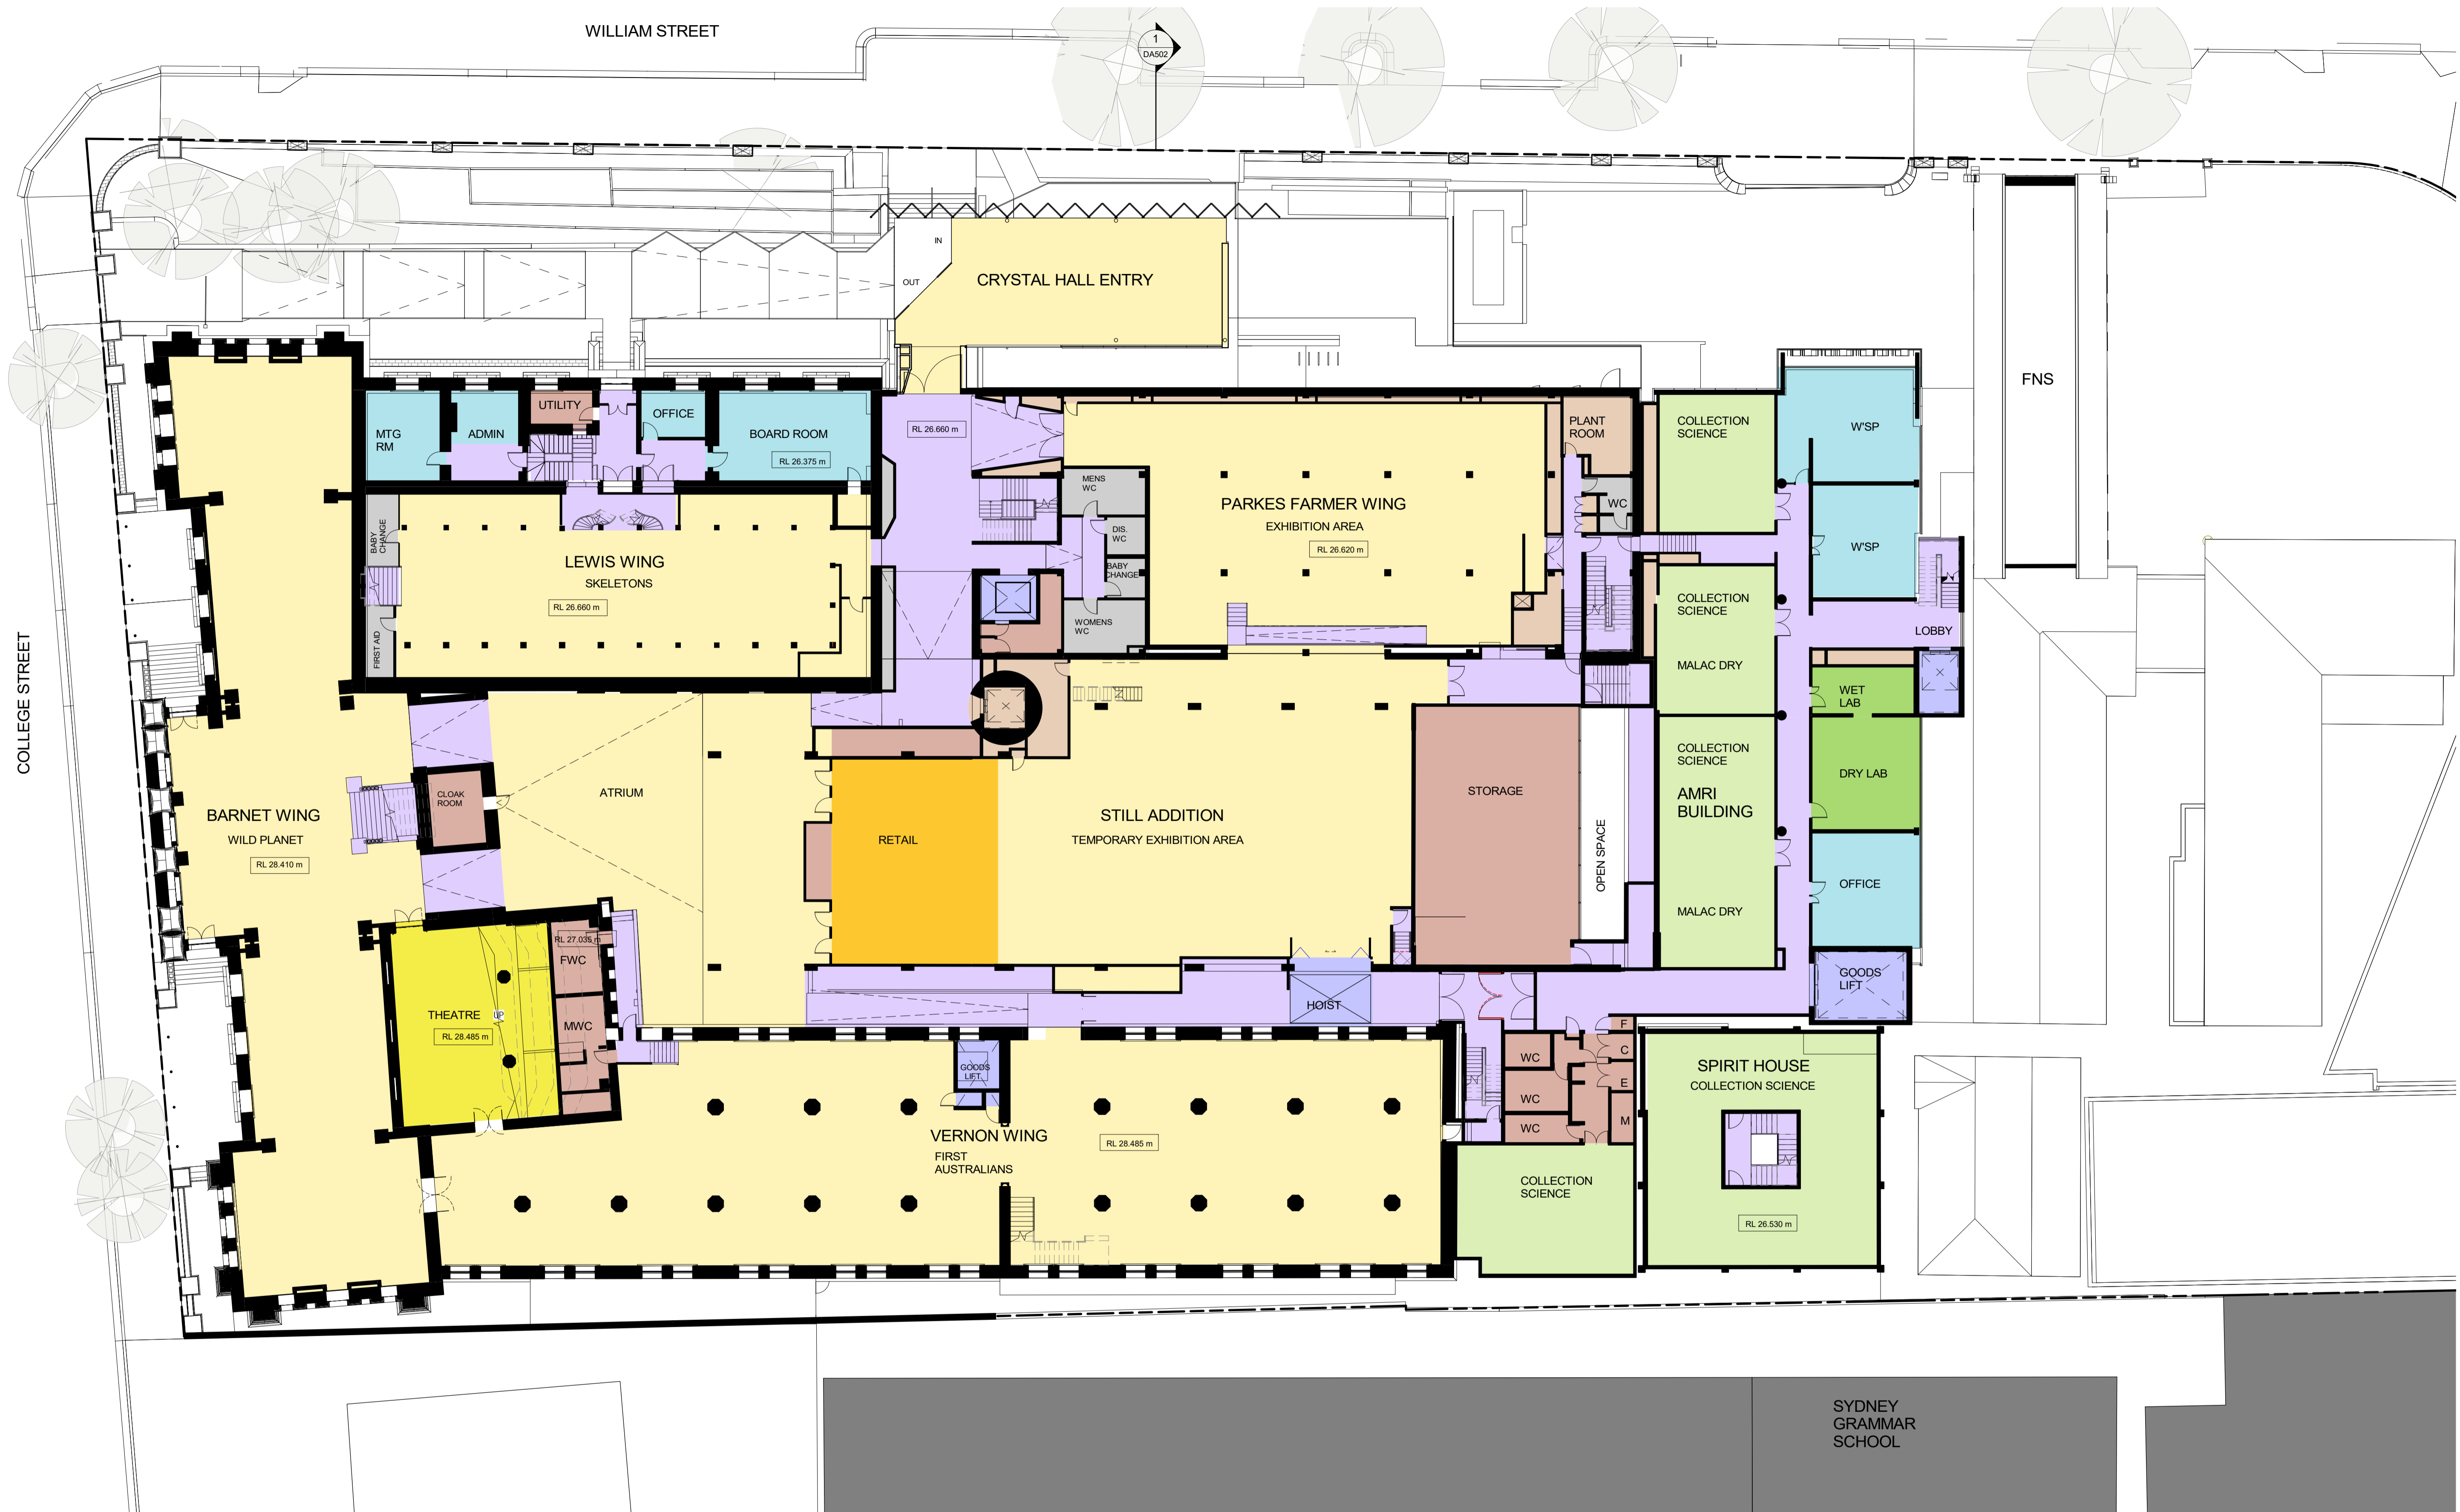 WILLIAM STREET
1
DA502
IN
OUT
CRYSTAL HALL ENTRY
FNS
UTILITY
OFFICE
MTG
RM
ADMIN
BOARD ROOM
RL 26.375 m
RL 26.660 m
PLANT
ROOM
COLLECTION
SCIENCE
W'SP
MENS
WC
PARKES FARMER WING
EXHIBITION AREA
RL 26.620 m
WC
DIS.
WC
BABY
CHANGE
BABY
CHANGE
LEWIS WING
SKELETONS
RL 26.660 m
FIRST AID
WOMENS
WC
W'SP
COLLECTION
SCIENCE
MALAC DRY
LOBBY
WET
LAB
COLLEGE STREET
CLOAK
ROOM
ATRIUM
BARNET WING
WILD PLANET
RL 28.410 m
RETAIL
STILL ADDITION
TEMPORARY EXHIBITION AREA
STORAGE
OPEN SPACE
COLLECTION
SCIENCE
AMRI
BUILDING
MALAC DRY
DRY LAB
OFFICE
GOODS
LIFT
RL 27.035 m
FWC
THEATRE
UP
RL 28.485 m
MWC
HOIST
GOODS
LIFT
VERNON WING
FIRST
AUSTRALIANS
RL 28.485 m
WC
WC
WC
F
C
E
M
COLLECTION
SCIENCE
SPIRIT HOUSE
COLLECTION SCIENCE
RL 26.530 m
SYDNEY
GRAMMAR
SCHOOL